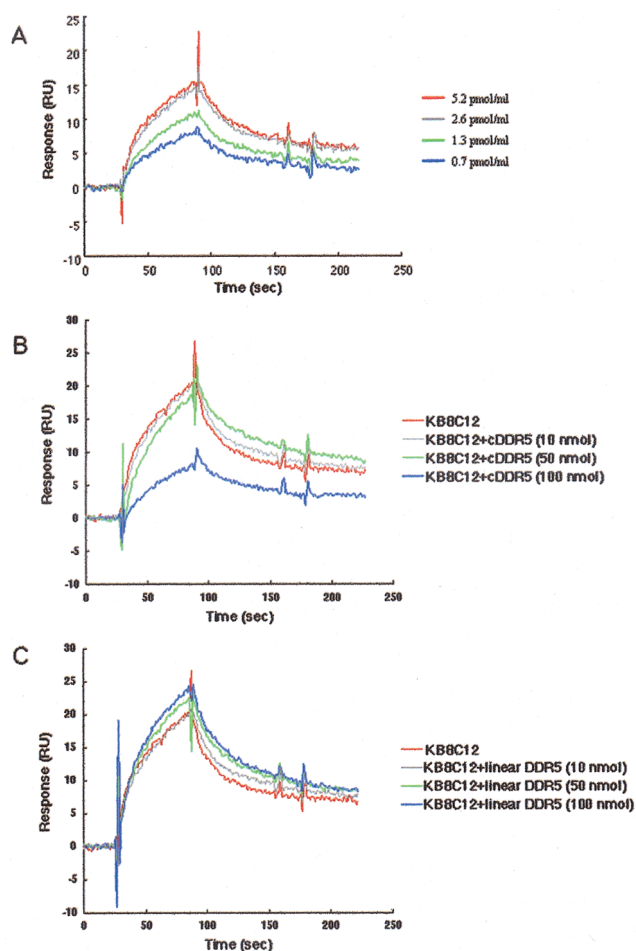 A
Response (RU)
25
20
15
10
5
0
-5
-10
0
50
100
150
200
250
Time (sec)
5.2 pmol/ml
2.6 pmol/ml
1.3 pmol/ml
0.7 pmol/ml
B
Response (RU)
30
25
20
15
10
5
0
-5
-10
0
50
100
150
200
250
Time (sec)
KB8C12
KB8C12+cDDR5 (10 nmol)
KB8C12+cDDR5 (50 nmol)
KB8C12+cDDR5 (100 nmol)
C
Response (RU)
30
25
20
15
10
5
0
-5
-10
0
50
100
150
200
250
Time (sec)
KB8C12
KB8C12+linear DDR5 (10 nmol)
KB8C12+linear DDR5 (50 nmol)
KB8C12+linear DDR5 (100 nmol)